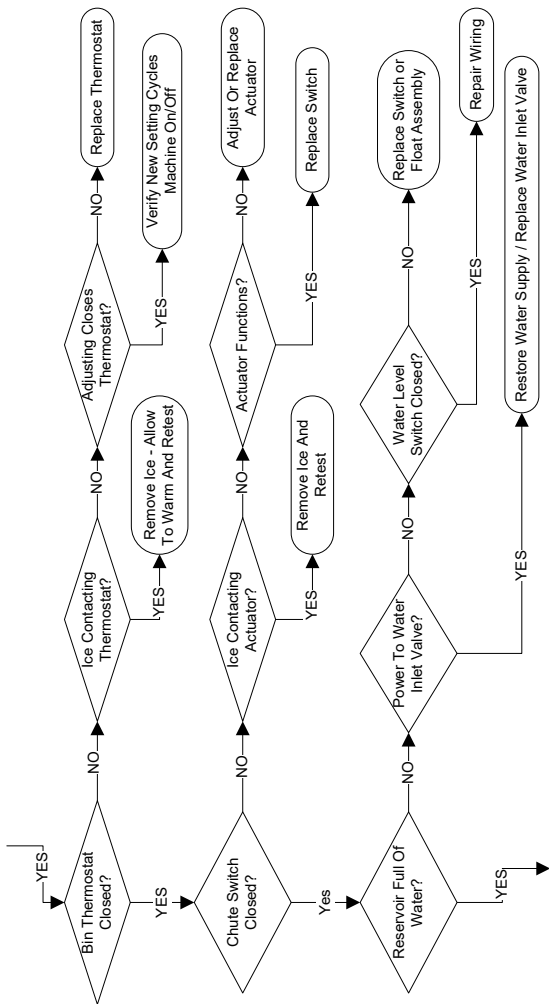 YES
Bin Thermostat
Closed?
NO
Ice Contacting
Thermostat?
NO
Adjusting Closes
Thermostat?
NO
Replace Thermostat
YES
Remove Ice - Allow
To Warm And Retest
YES
Verify New Setting Cycles
Machine On/Off
YES
Chute Switch
Closed?
NO
Ice Contacting
Actuator?
NO
Actuator Functions?
NO
Adjust Or Replace
Actuator
YES
Remove Ice And
Retest
YES
Replace Switch
Yes
Reservoir Full Of
Water?
NO
Power To Water
Inlet Valve?
NO
Water Level
Switch Closed?
NO
Replace Switch or
Float Assembly
YES
Repair Wiring
YES
Restore Water Supply / Replace Water Inlet Valve
YES